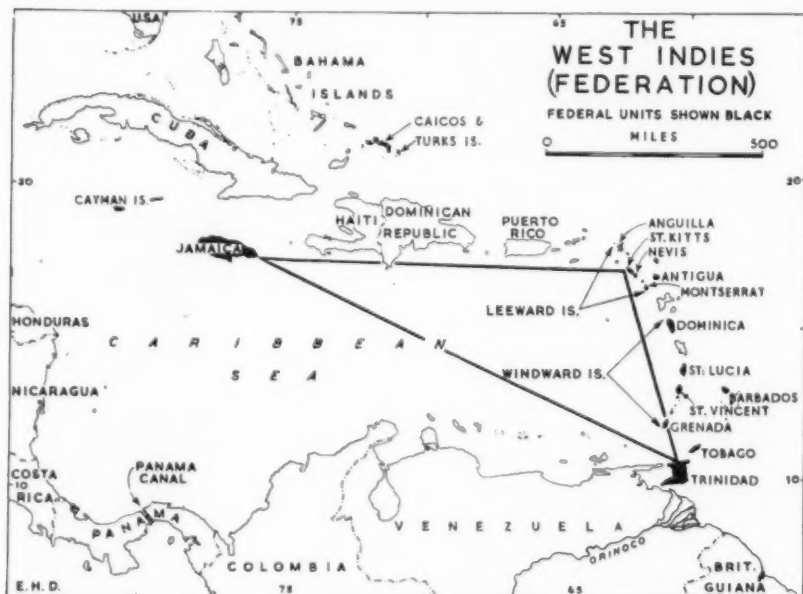 THE
WEST INDIES
(FEDERATION)
FEDERAL UNITS SHOWN BLACK
MILES
0 500
75 65
USA
BAHAMA
ISLANDS
CUBA
CAICOS &
TURKS IS.
20 20
CAYMAN IS.
JAMAICA
HAITI
DOMINICAN
REPUBLIC
PUERTO
RICO
ANGUILLA
ST. KITTS
NEVIS
ANTIGUA
MONTSERRAT
LEEWARD IS.
DOMINICA
HONDURAS
CARIBBEAN
SEA
WINDWARD IS.
ST. LUCIA
NICARAGUA
BARBADOS
ST. VINCENT
GRENADA
TOBAGO
TRINIDAD
COSTA
RICA
10 10
PANAMA
CANAL
PANAMA
VENEZUELA
COLOMBIA
ORINOCO
BRIT.
GUIANA
E.H.D.
75 65